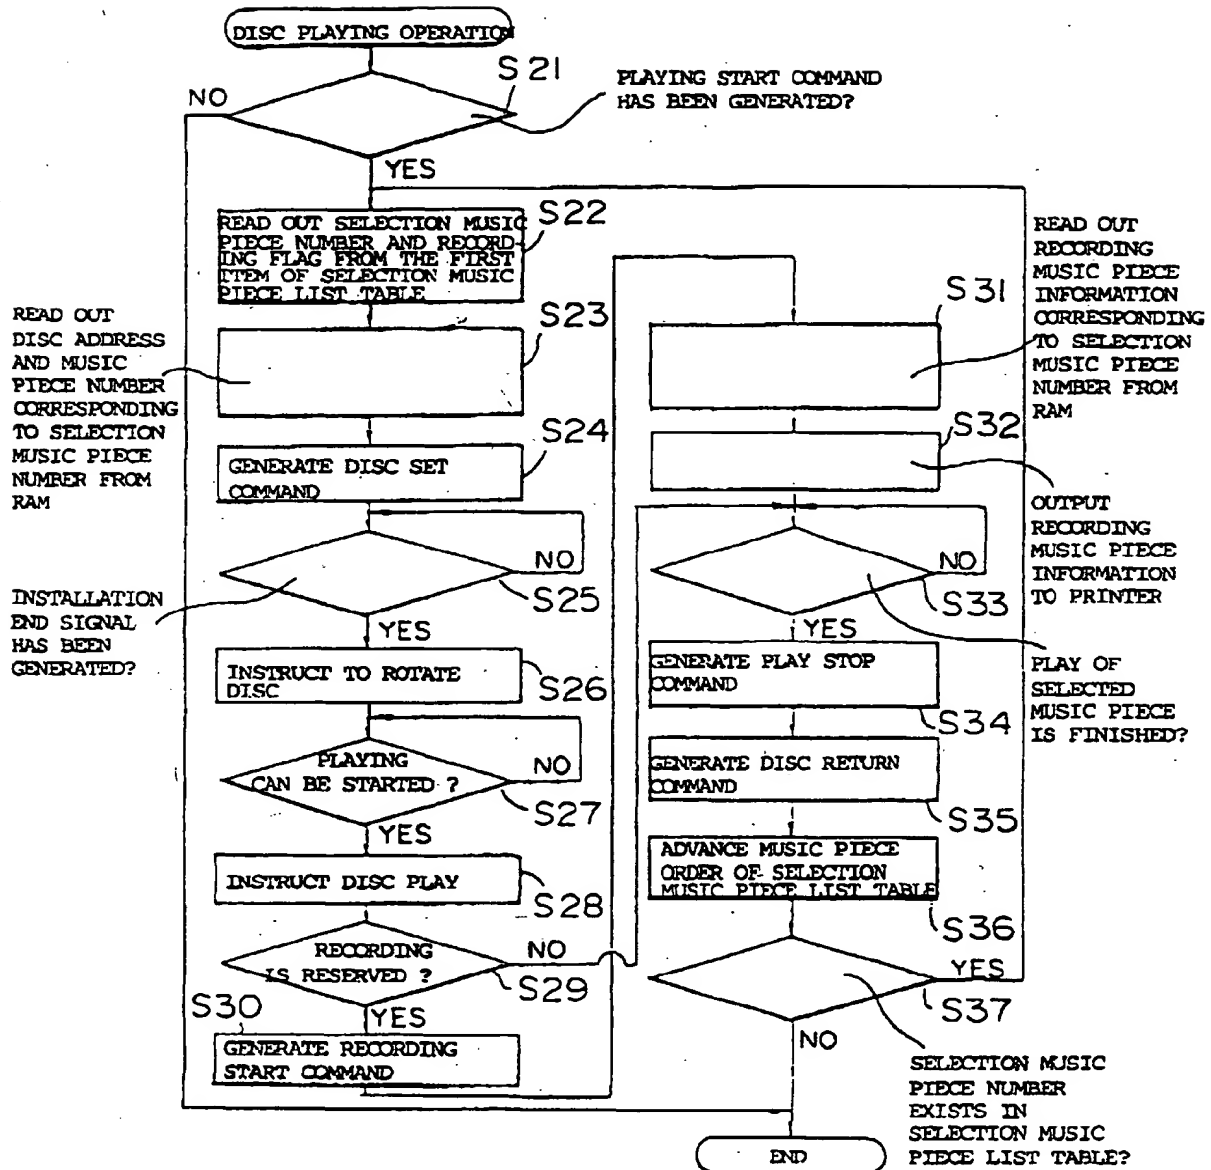 DISC PLAYING OPERATION
S21
PLAYING START COMMAND
HAS BEEN GENERATED?
NO
YES
READ OUT SELECTION MUSIC
PIECE NUMBER AND RECORD-
ING FLAG FROM THE FIRST
ITEM OF SELECTION MUSIC
PIECE LIST TABLE
S22
READ OUT
DISC ADDRESS
AND MUSIC
PIECE NUMBER
CORRESPONDING
TO SELECTION
MUSIC PIECE
NUMBER FROM
RAM
S23
GENERATE DISC SET
COMMAND
S24
NO
S25
INSTALLATION
END SIGNAL
HAS BEEN
GENERATED?
YES
INSTRUCT TO ROTATE
DISC
S26
PLAYING
CAN BE STARTED ?
NO
S27
YES
INSTRUCT DISC PLAY
S28
RECORDING
IS RESERVED ?
NO
S29
YES
S30
GENERATE RECORDING
START COMMAND
READ OUT
RECORDING
MUSIC PIECE
INFORMATION
CORRESPONDING
TO SELECTION
MUSIC PIECE
NUMBER FROM
RAM
S31
S32
OUTPUT
RECORDING
MUSIC PIECE
INFORMATION
TO PRINTER
NO
S33
YES
PLAY OF
SELECTED
MUSIC PIECE
IS FINISHED?
GENERATE PLAY STOP
COMMAND
S34
GENERATE DISC RETURN
COMMAND
S35
ADVANCE MUSIC PIECE
ORDER OF SELECTION
MUSIC PIECE LIST TABLE
S36
YES
S37
NO
SELECTION MUSIC
PIECE NUMBER
EXISTS IN
SELECTION MUSIC
PIECE LIST TABLE?
END